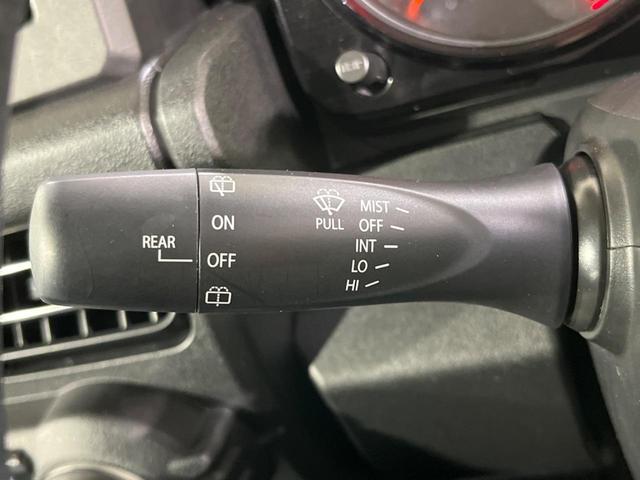 REAR
ON
OFF
PULL
MIST
OFF
INT
LO
HI